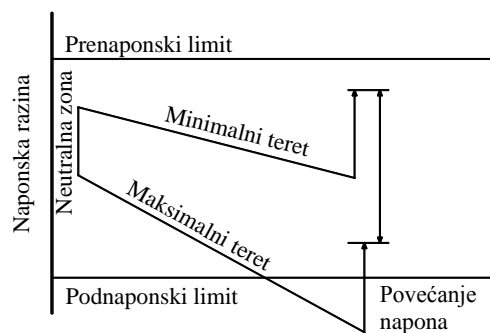 Prenaponski limit
Naponska razina
Neutralna zona
Minimalni teret
Maksimalni teret
Podnaponski limit
Povećanje
napona